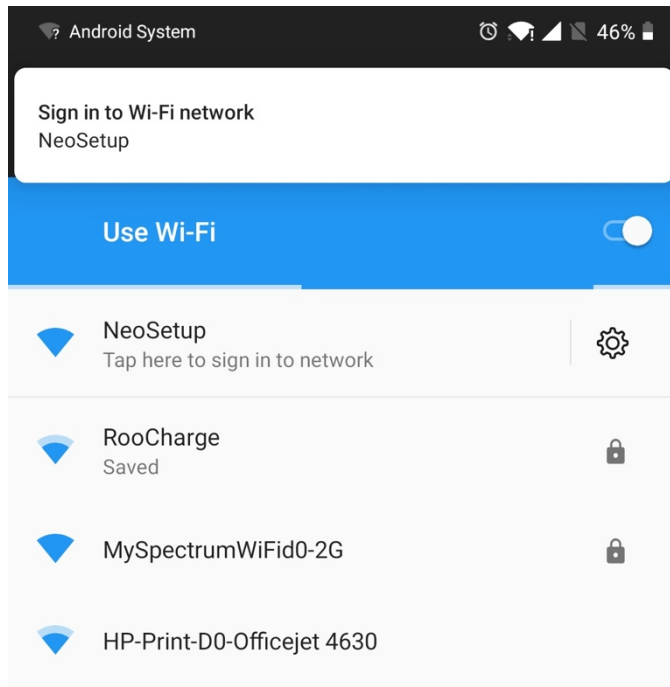 Android System
46%
Sign in to Wi-Fi network
NeoSetup
Use Wi-Fi
NeoSetup
Tap here to sign in to network
RooCharge
Saved
MySpectrumWiFid0-2G
HP-Print-D0-Officejet 4630